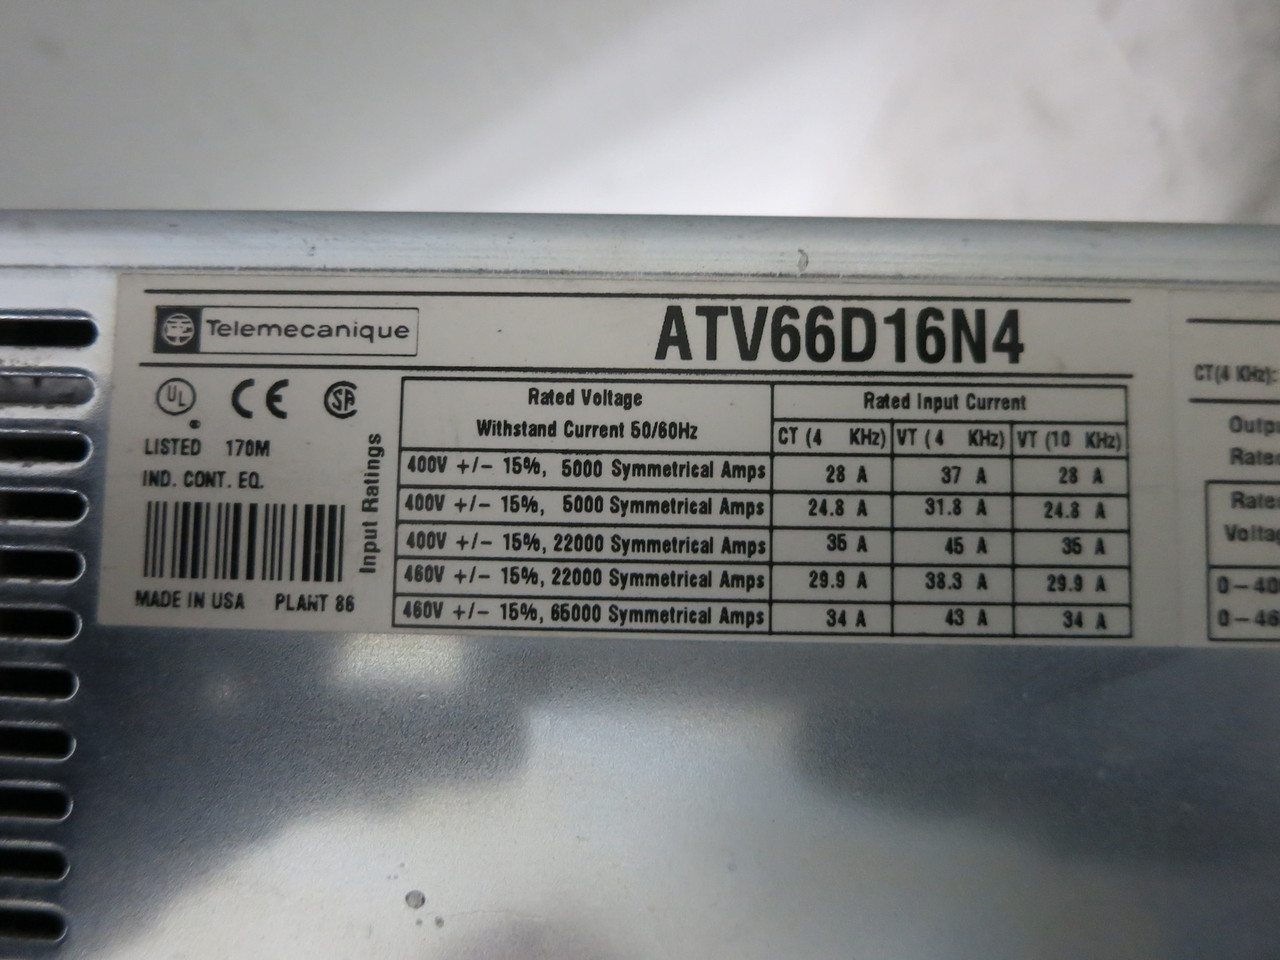 Telemecanique
ATV66D16N4
UL
CE
SA
LISTED 170M
IND. CONT. EQ.
MADE IN USA PLANT 86
Input Ratings
Rated Voltage
Withstand Current 50/60Hz
Rated Input Current
CT (4 KHz) VT (4 KHz) VT (10 KHz)
400V +/- 15%, 5000 Symmetrical Amps 28 A 37 A 28 A
400V +/- 15%, 5000 Symmetrical Amps 24.8 A 31.8 A 24.8 A
400V +/- 15%, 22000 Symmetrical Amps 35 A 45 A 35 A
460V +/- 15%, 22000 Symmetrical Amps 29.9 A 38.3 A 29.9 A
460V +/- 15%, 65000 Symmetrical Amps 34 A 43 A 34 A
CT(4 KHz):